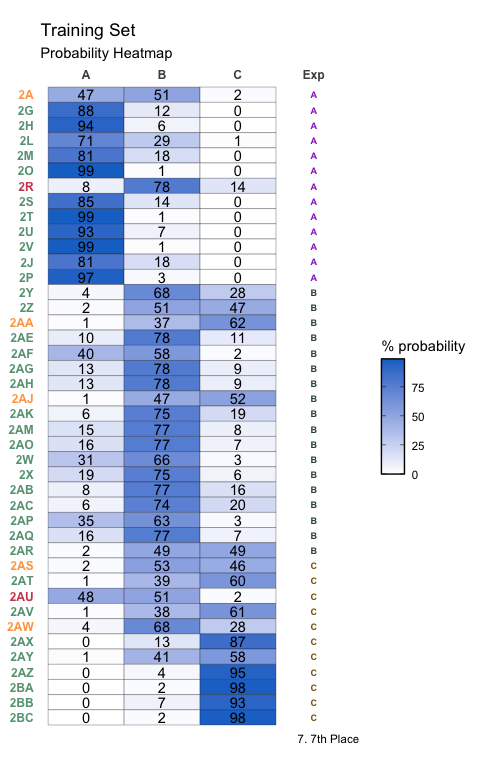 Training Set
Probability Heatmap
A B C Exp
2A 47 51 2 A
2G 88 12 0 A
2H 94 6 0 A
2L 71 29 1 A
2M 81 18 0 A
2O 99 1 0 A
2R 8 78 14 A
2S 85 14 0 A
2T 99 1 0 A
2U 93 7 0 A
2V 99 1 0 A
2J 81 18 0 A
2P 97 3 0 A
2Y 4 68 28 B
2Z 2 51 47 B
2AA 1 37 62 B
2AE 10 78 11 B
2AF 40 58 2 B
2AG 13 78 9 B
2AH 13 78 9 B
2AJ 1 47 52 B
2AK 6 75 19 B
2AM 15 77 8 B
2AO 16 77 7 B
2W 31 66 3 B
2X 19 75 6 B
2AB 8 77 16 B
2AC 6 74 20 B
2AP 35 63 3 B
2AQ 16 77 7 B
2AR 2 49 49 B
2AS 2 53 46 C
2AT 1 39 60 C
2AU 48 51 2 C
2AV 1 38 61 C
2AW 4 68 28 C
2AX 0 13 87 C
2AY 1 41 58 C
2AZ 0 4 95 C
2BA 0 2 98 C
2BB 0 7 93 C
2BC 0 2 98 C
% probability
75
50
25
0
7. 7th Place